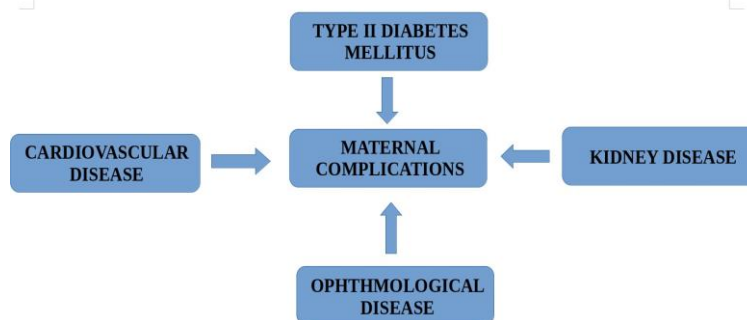 TYPE II DIABETES
MELLITUS
CARDIOVASCULAR
DISEASE
MATERNAL
COMPLICATIONS
KIDNEY DISEASE
OPHTHMOLOGICAL
DISEASE